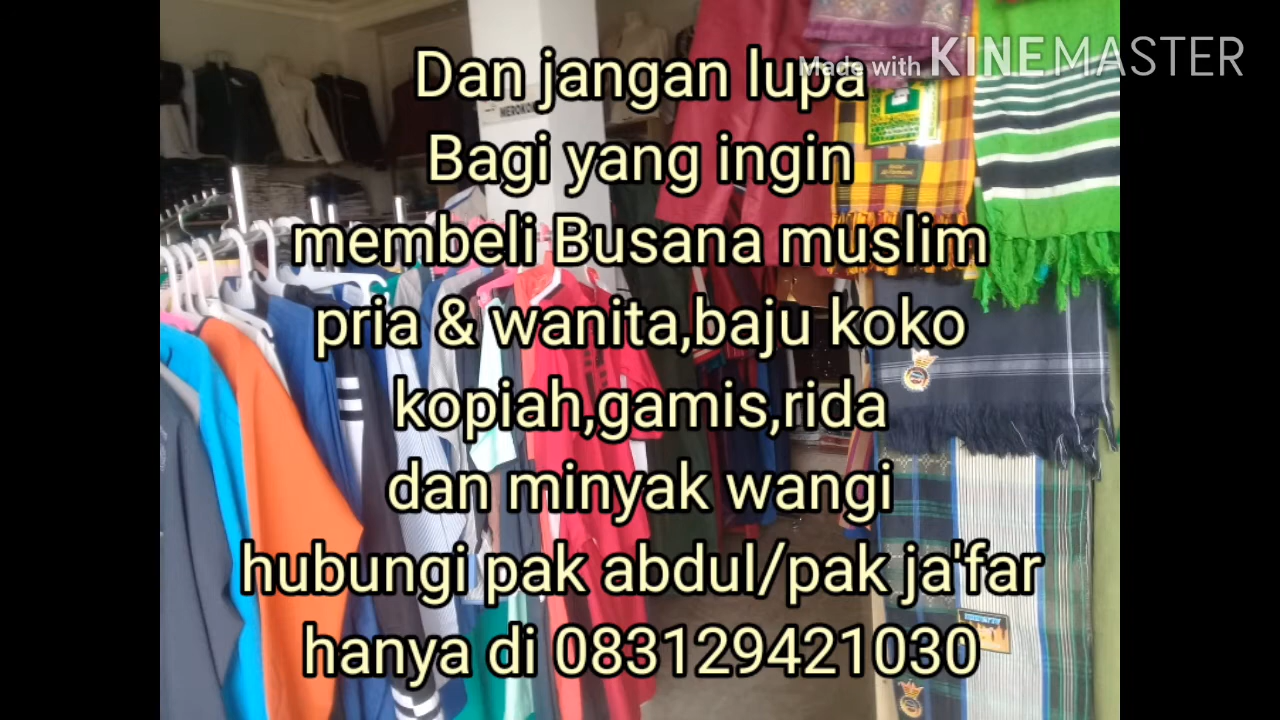 Made with KINEMASTER
Dan jangan lupa
Bagi yang ingin
membeli Busana muslim
pria & wanita,baju koko
kopiah,gamis,rida
dan minyak wangi
hubungi pak abdul/pak ja'far
hanya di 083129421030